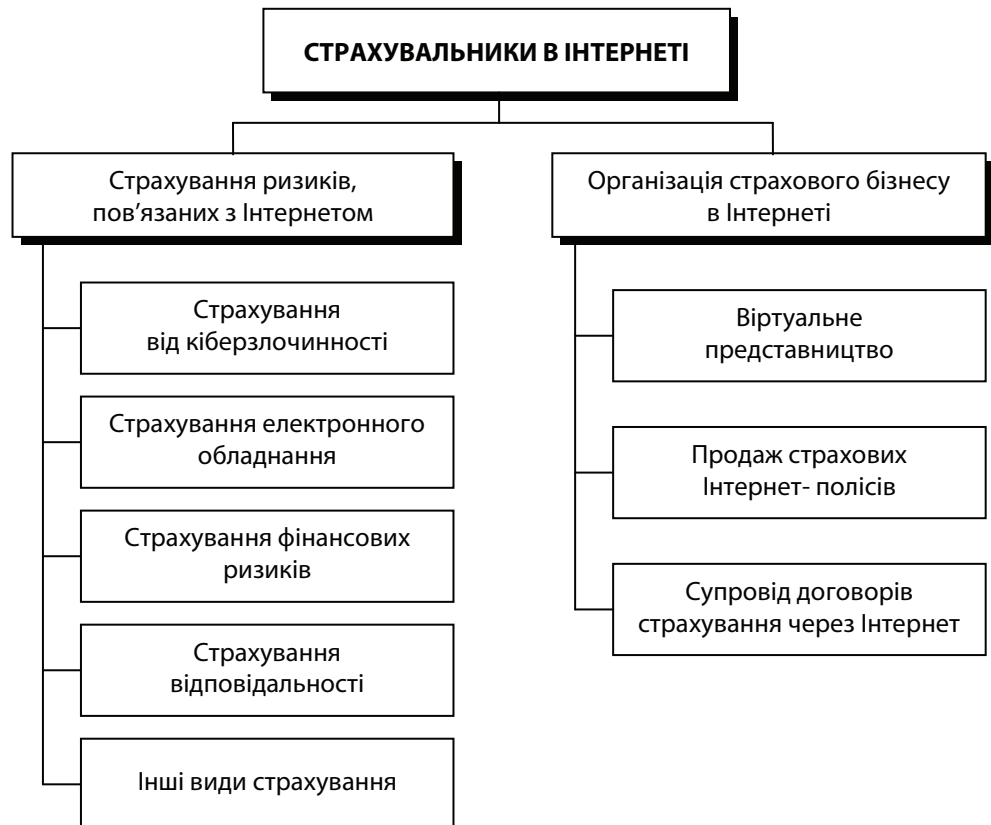 СТРАХУВАЛЬНИКИ В ІНТЕРНЕТІ
Страхування ризиків,
пов’язаних з Інтернетом
Страхування
від кіберзлочинності
Страхування електронного
обладнання
Страхування фінансових
ризиків
Страхування
відповідальності
Інші види страхування
Організація страхового бізнесу
в Інтернеті
Віртуальне
представництво
Продаж страхових
Інтернет- полісів
Супровід договорів
страхування через Інтернет